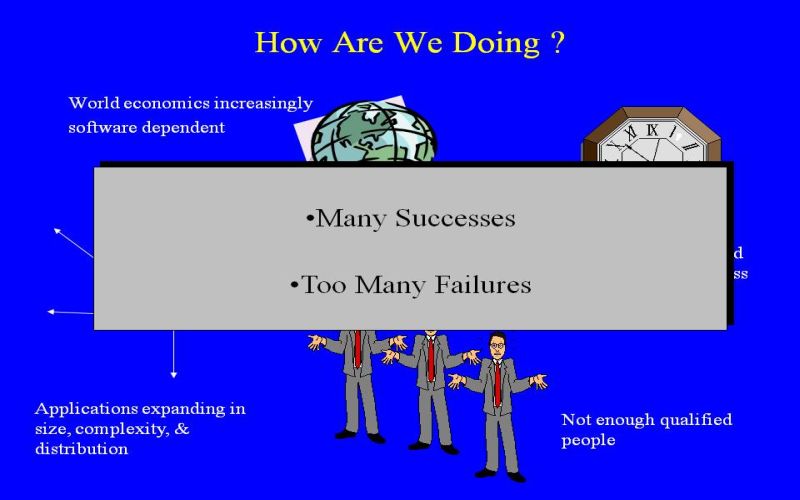 How Are We Doing ?
World economics increasingly
software dependent
•Many Successes
•Too Many Failures
Applications expanding in
size, complexity, &
distribution
Not enough qualified
people